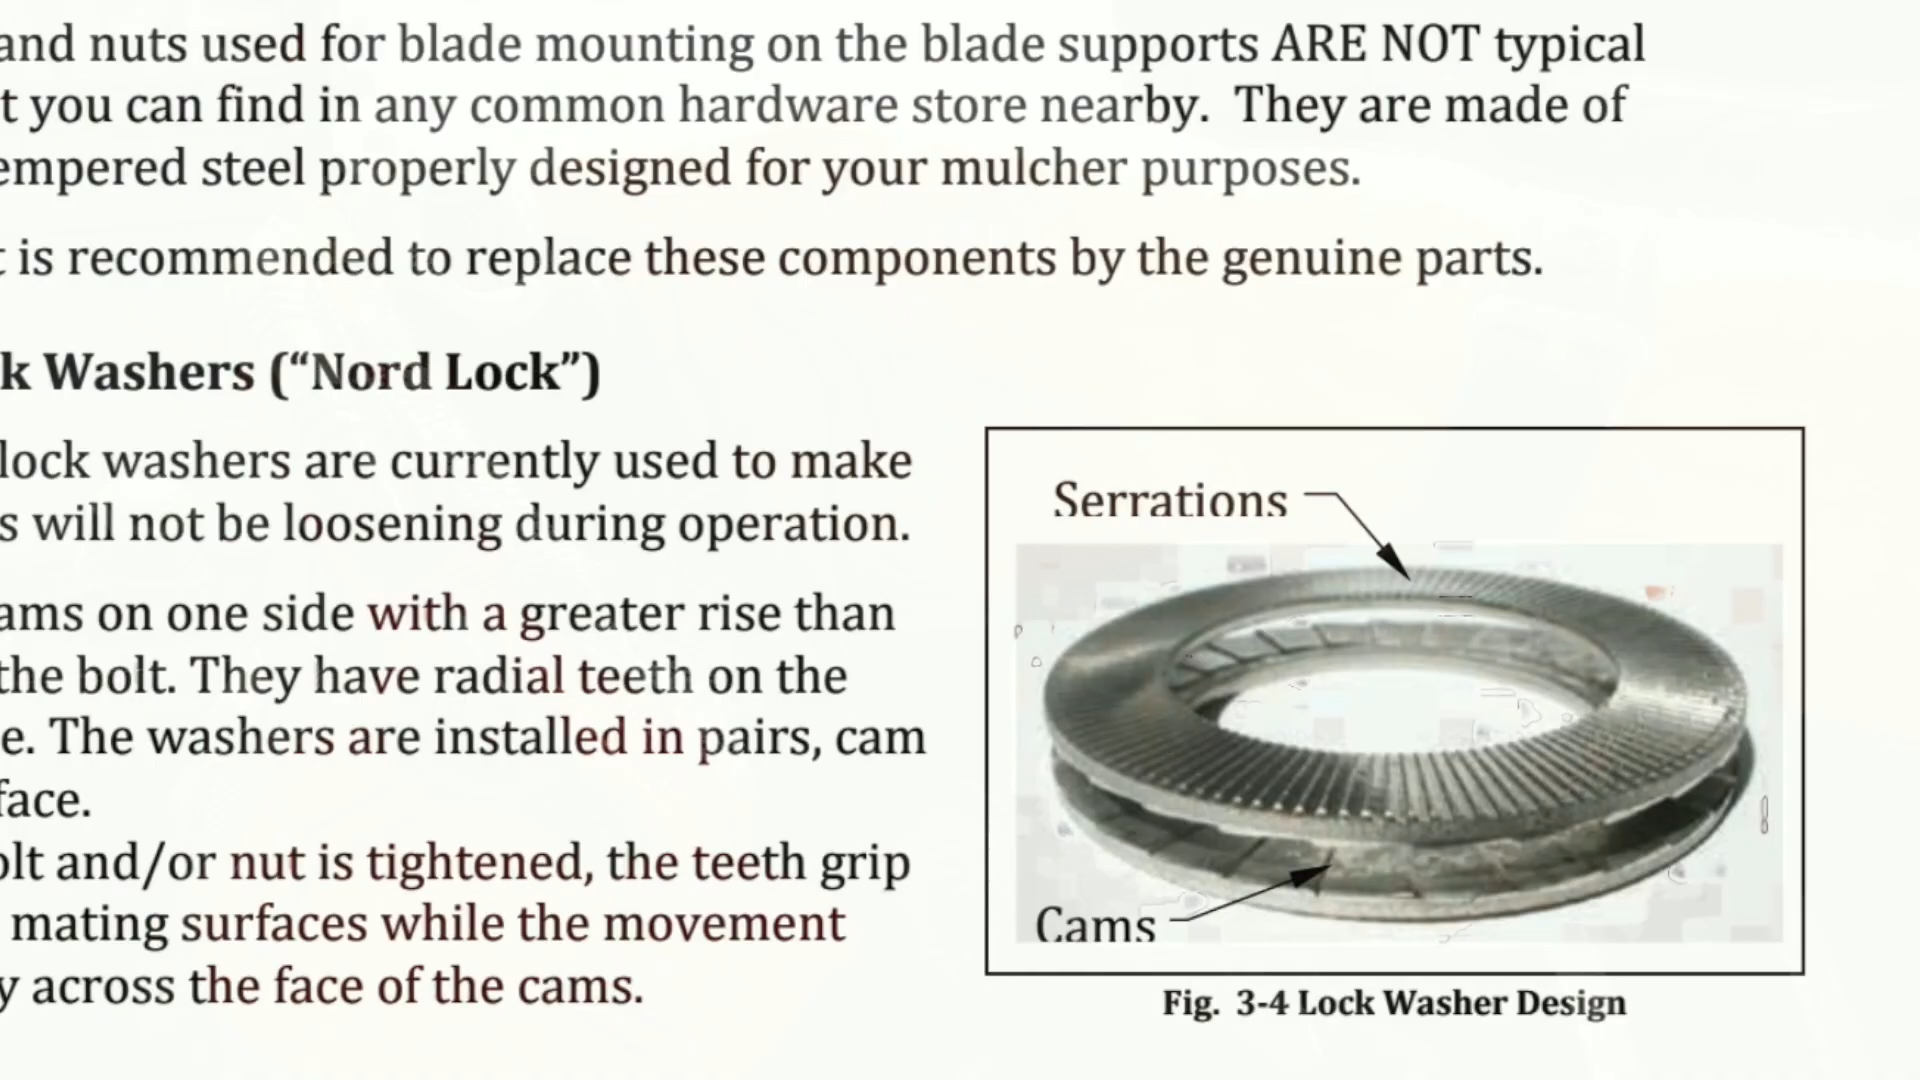 and nuts used for blade mounting on the blade supports ARE NOT typical
t you can find in any common hardware store nearby. They are made of
empered steel properly designed for your mulcher purposes.
t is recommended to replace these components by the genuine parts.
k Washers (“Nord Lock”)
lock washers are currently used to make
s will not be loosening during operation.
ams on one side with a greater rise than
the bolt. They have radial teeth on the
e. The washers are installed in pairs, cam
face.
olt and/or nut is tightened, the teeth grip
mating surfaces while the movement
y across the face of the cams.
Serrations
Cams
Fig. 3-4 Lock Washer Design